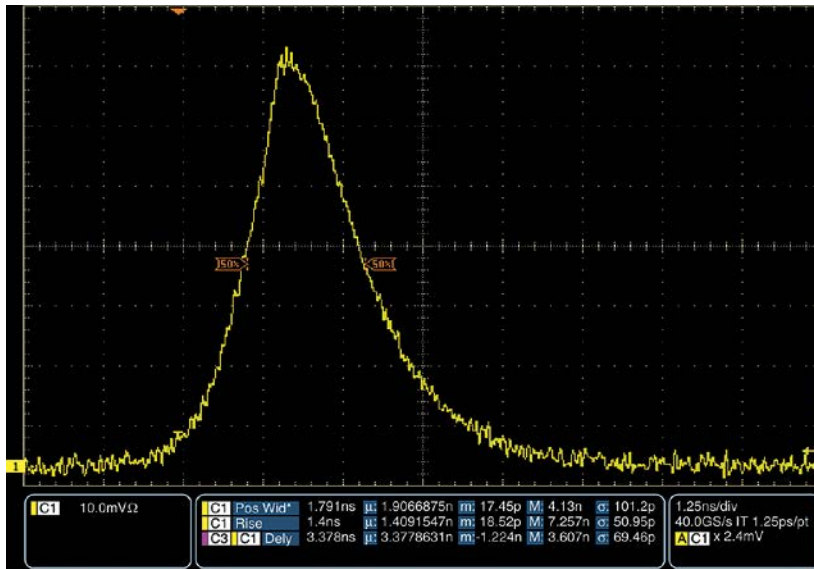 50% 50%
1
C1 10.0mVΩ
C1 Pos Wid* 1.791ns µ: 1.9066875n m: 17.45p M: 4.13n σ: 101.2p
C1 Rise 1.4ns µ: 1.4091547n m: 18.52p M: 7.257n σ: 50.95p
C3 C1 Dely 3.378ns µ: 3.3778631n m:-1.224n M: 3.607n σ: 69.46p
1.25ns/div
40.0GS/s IT 1.25ps/pt
A C1 x 2.4mV